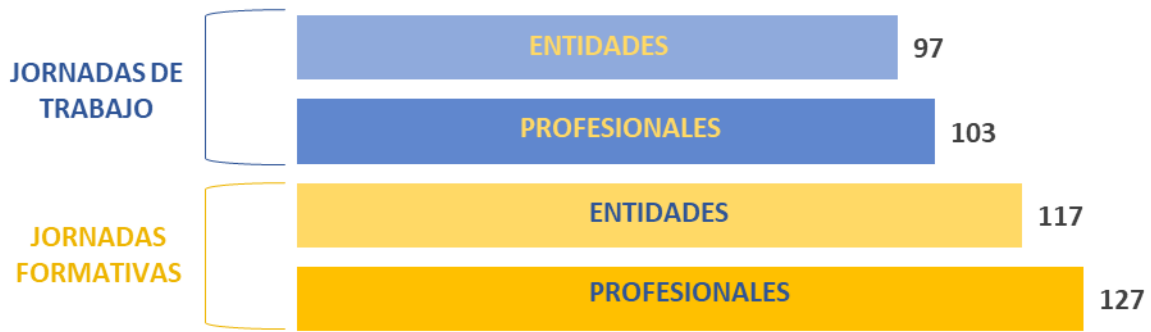 JORNADAS DE
TRABAJO
ENTIDADES
97
PROFESIONALES
103
JORNADAS
FORMATIVAS
ENTIDADES
117
PROFESIONALES
127